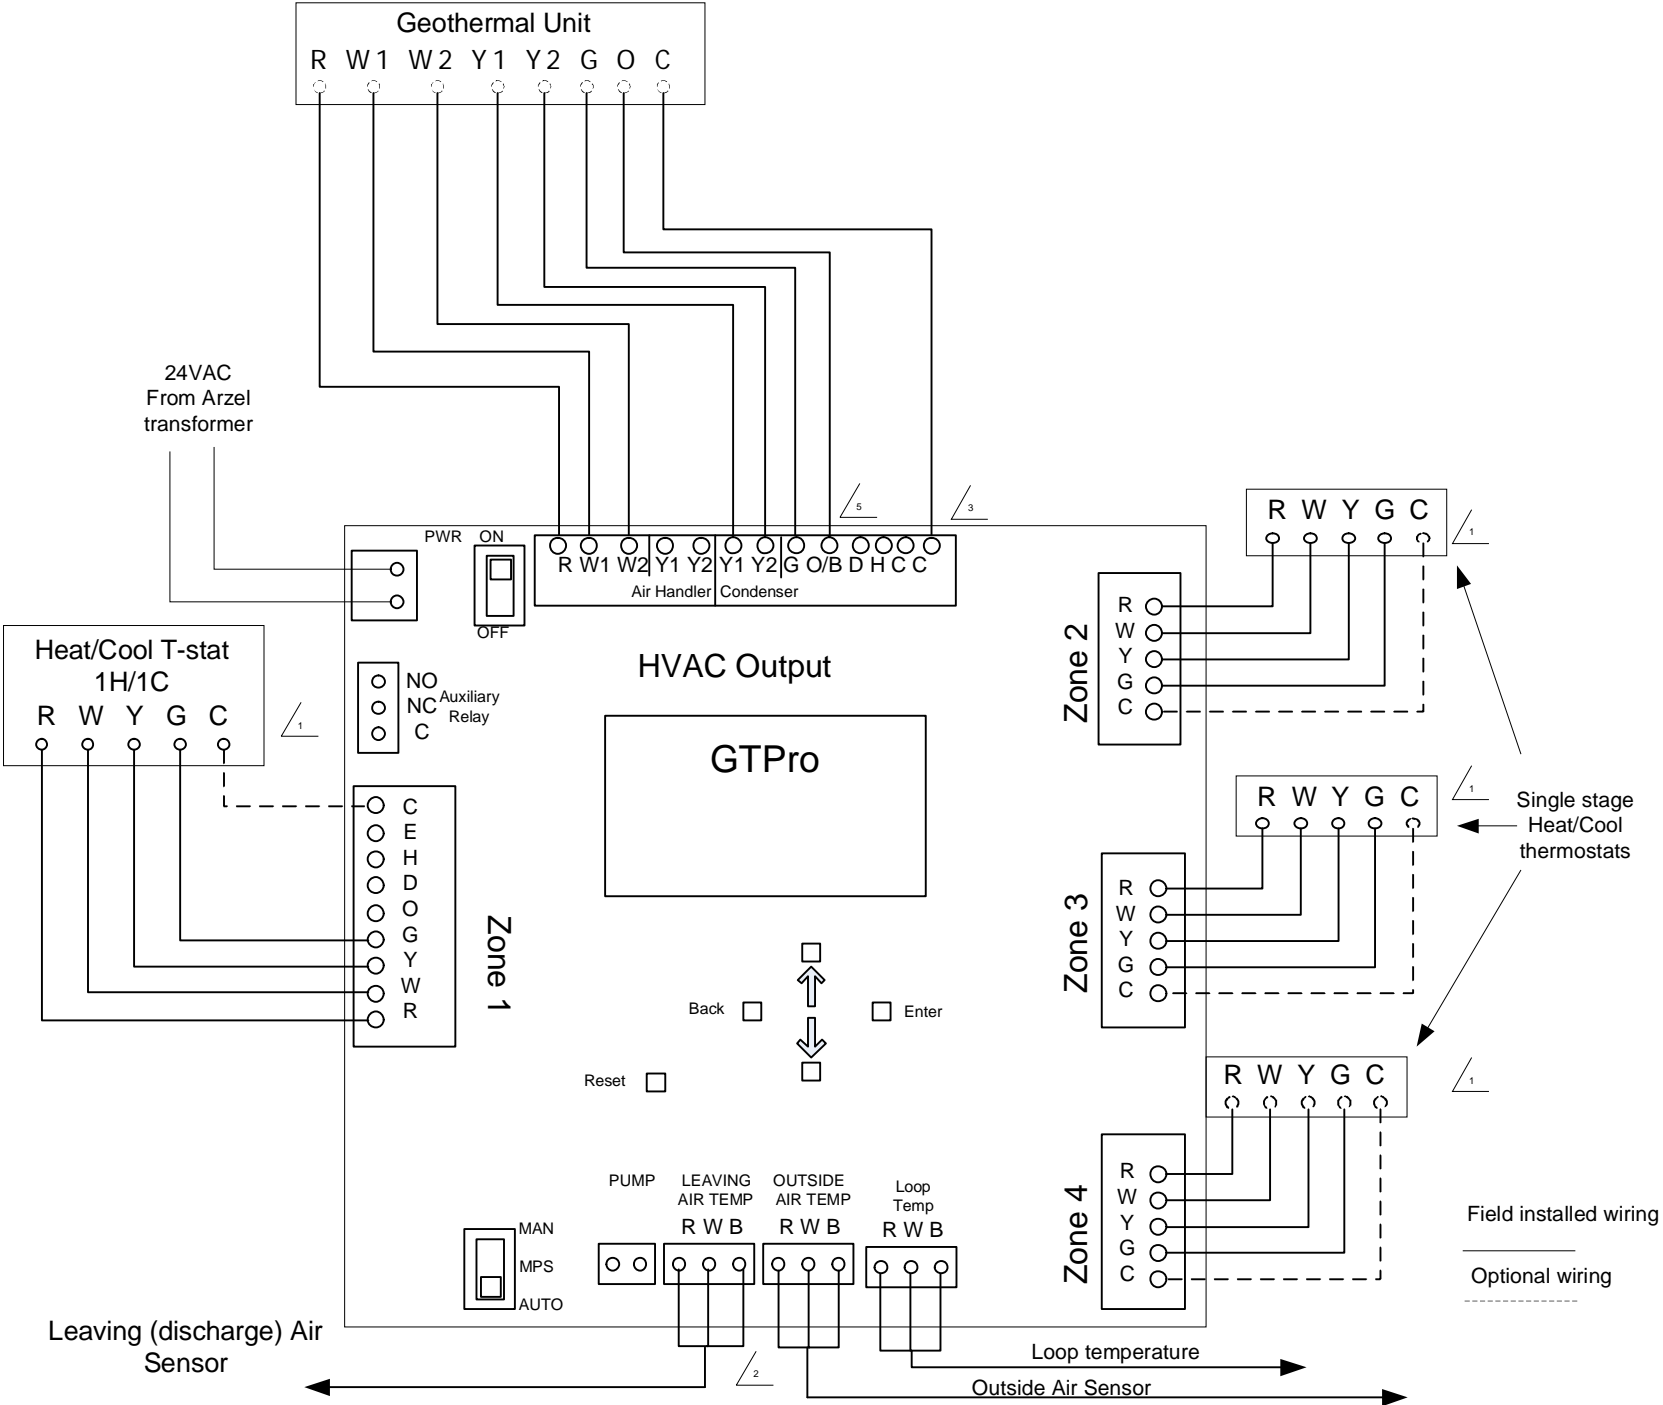 Geothermal Unit
R W1 W2 Y1 Y2 G O C
24VAC
From Arzel
transformer
5
3
PWR ON
OFF
R W1 W2 Y1 Y2 Y1 Y2 G O/B D H C C
Air Handler Condenser
HVAC Output
GTPro
Heat/Cool T-stat
1H/1C
R W Y G C
1
NO
NC
C
Auxiliary
Relay
C
E
H
D
O
G
Y
W
R
Zone 1
Back
Enter
Reset
R W Y G C
1
R
W
Y
G
C
Zone 2
R W Y G C
1
R
W
Y
G
C
Zone 3
Single stage
Heat/Cool
thermostats
R W Y G C
1
R
W
Y
G
C
Zone 4
Field installed wiring
Optional wiring
MAN
MPS
AUTO
PUMP
LEAVING
AIR TEMP
R W B
OUTSIDE
AIR TEMP
R W B
Loop
Temp
R W B
Leaving (discharge) Air
Sensor
2
Loop temperature
Outside Air Sensor